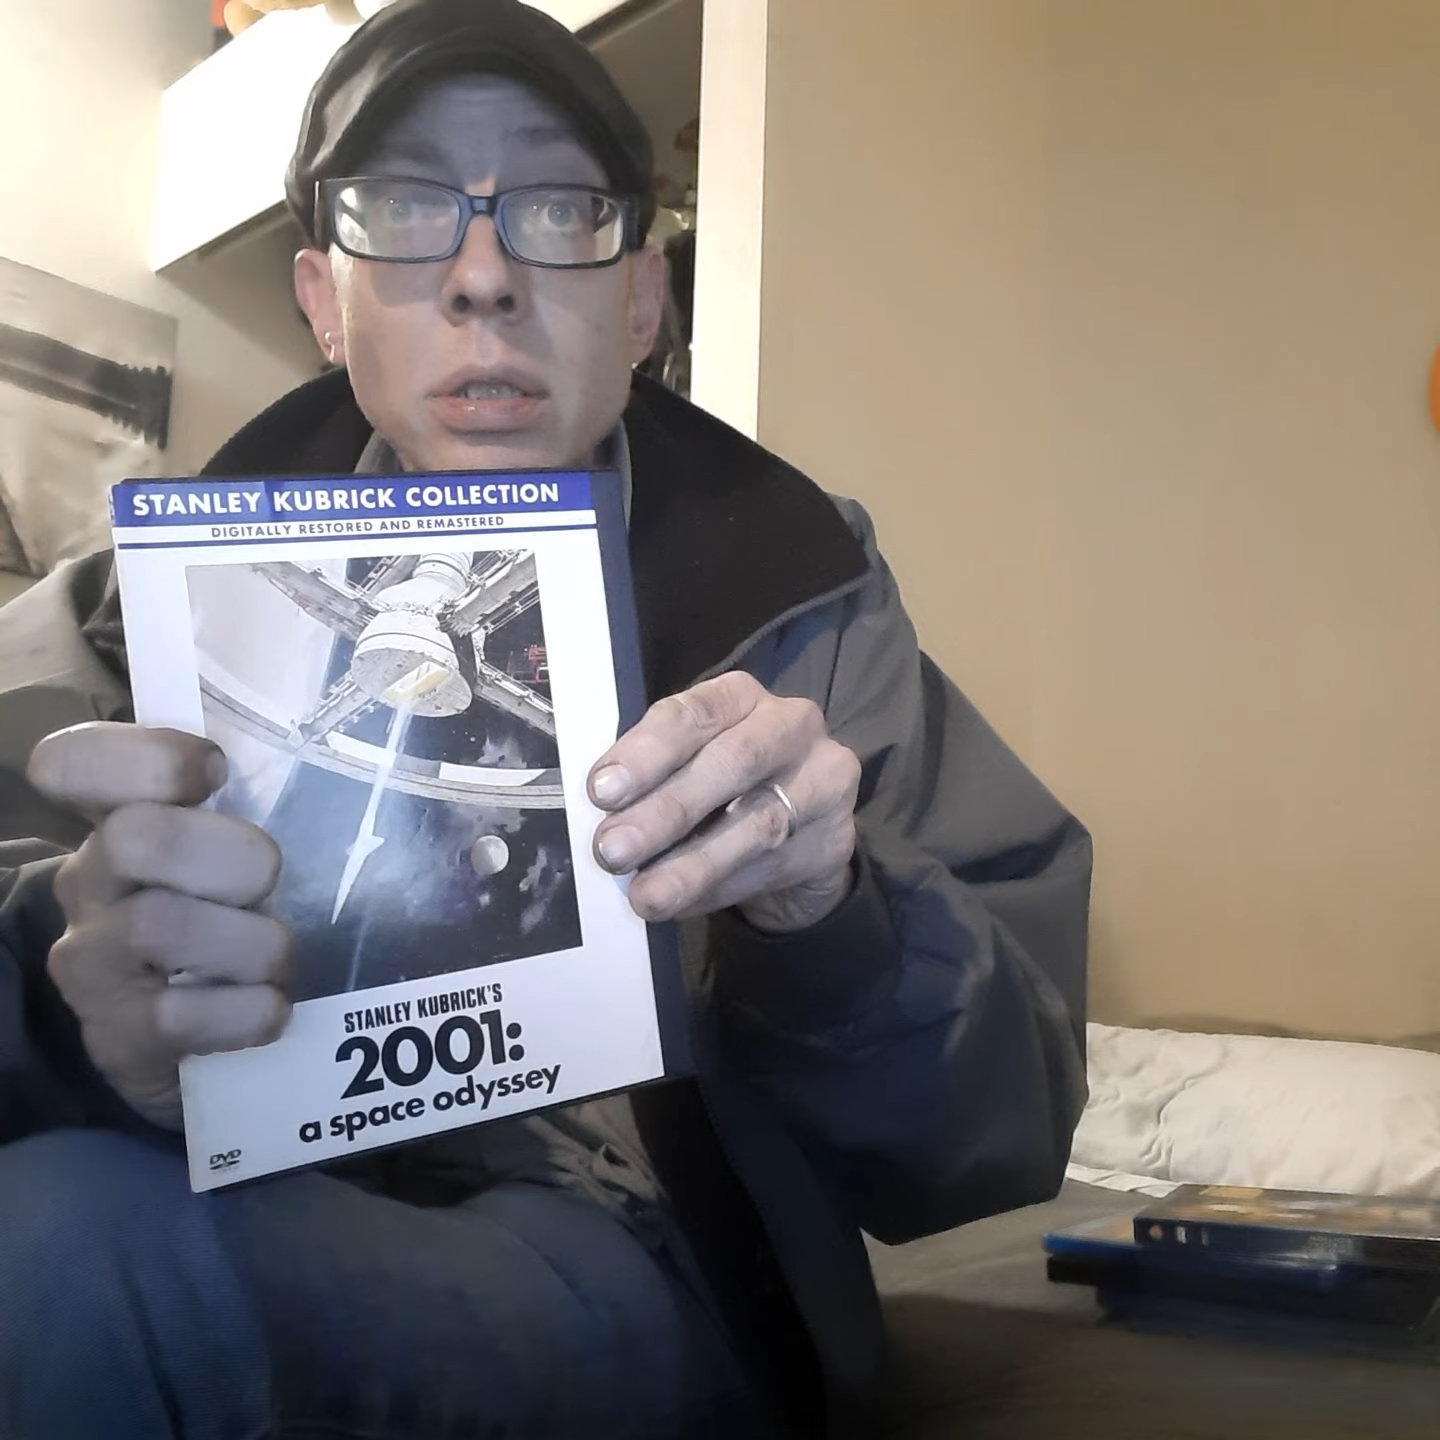 STANLEY KUBRICK COLLECTION
DIGITALLY RESTORED AND REMASTERED
STANLEY KUBRICK'S
2001:
a space odyssey
DVD